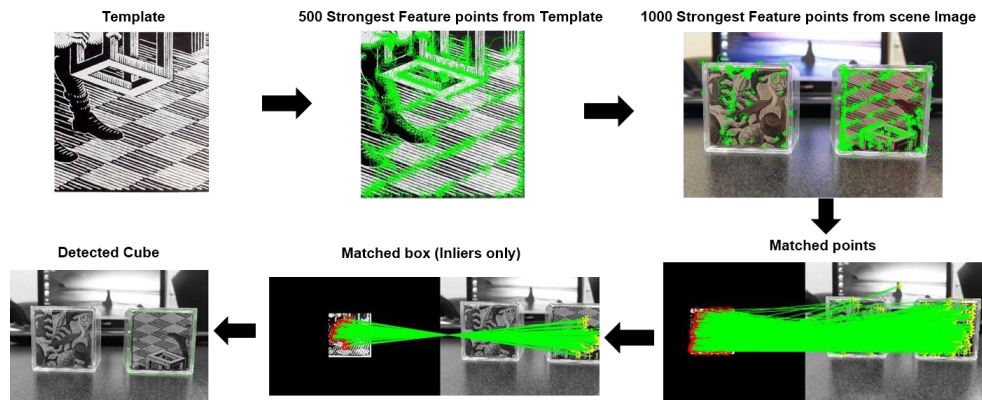 Template
500 Strongest Feature points from Template
1000 Strongest Feature points from scene Image
Matched points
Matched box (Inliers only)
Detected Cube